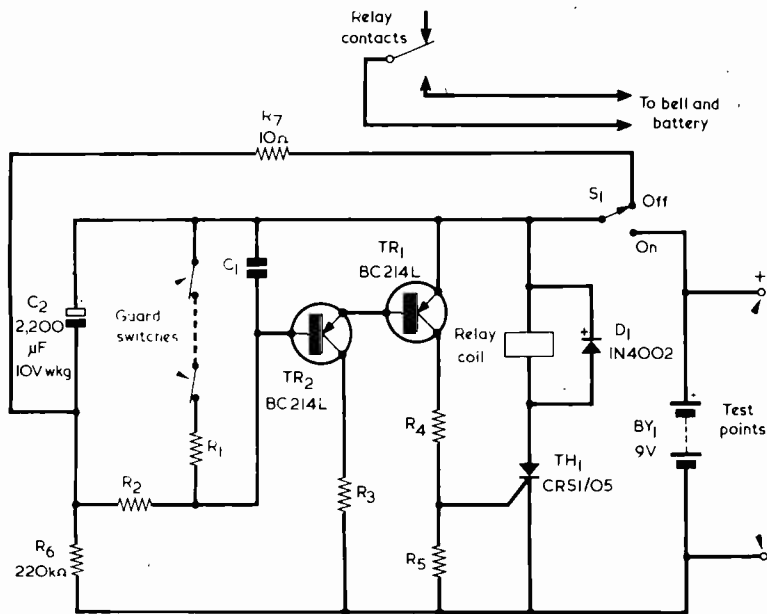 Relay
contacts
To bell and
battery
R7
10Ω
S1
Off
On
C1
TR1
BC214L
C2
2,200
μF
10V wkg
Guard
switches
TR2
BC214L
Relay
coil
D1
IN4002
+
+
+
R1
R2
R3
R4
R5
R6
220kΩ
TH1
CRS1/05
BY1
9V
Test
points